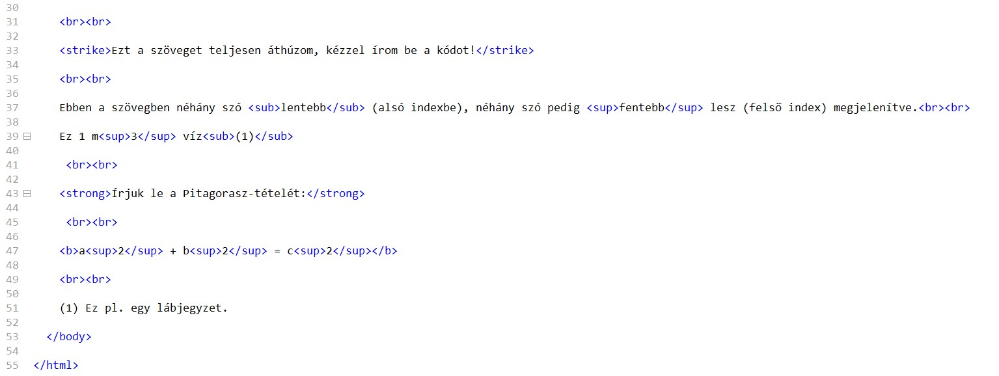 30
31 <br><br>
32
33 <strike>Ezt a szöveget teljesen áthúzom, kézzel írom be a kódot!</strike>
34
35 <br><br>
36
37 Ebben a szövegben néhány szó <sub>lentebb</sub> (alsó indexbe), néhány szó pedig <sup>fentebb</sup> lesz (felső index) megjelenítve.<br><br>
38
39 Ez 1 m<sup>3</sup> víz<sub>(1)</sub>
40
41 <br><br>
42
43 <strong>Írjuk le a Pitagorasz-tételét:</strong>
44
45 <br><br>
46
47 <b>a<sup>2</sup> + b<sup>2</sup> = c<sup>2</sup></b>
48
49 <br><br>
50
51 (1) Ez pl. egy lábjegyzet.
52
53 </body>
54
55 </html>